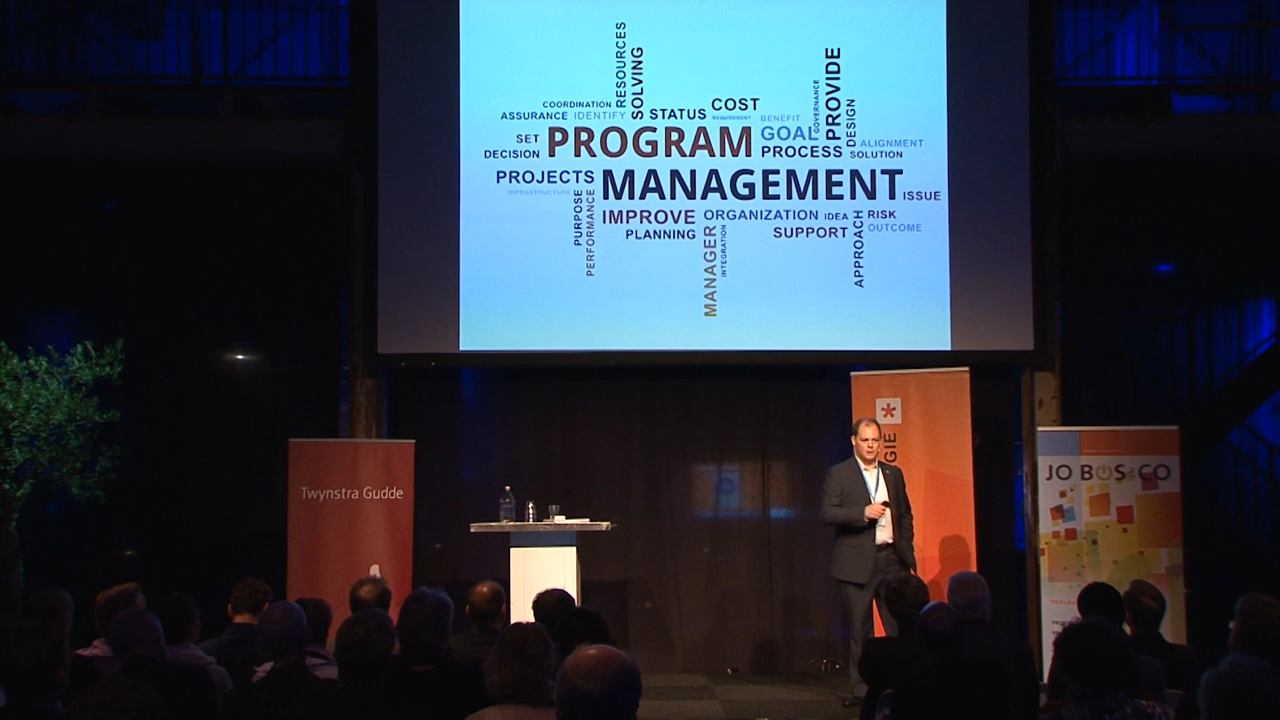 RESOURCES
SOLVING
PROVIDE
GOVERNANCE
DESIGN
COORDINATION
COST
ASSURANCE IDENTIFY STATUS REQUIREMENT BENEFIT
SET PROGRAM GOAL ALIGNMENT
DECISION PROCESS SOLUTION
PROJECTS MANAGEMENT ISSUE
INFRASTRUCTURE
PURPOSE
PERFORMANCE
IMPROVE ORGANIZATION IDEA RISK
PLANNING SUPPORT OUTCOME
MANAGER
INTEGRATION
APPROACH
GIE
Twynstra Gudde
JO BOS & CO